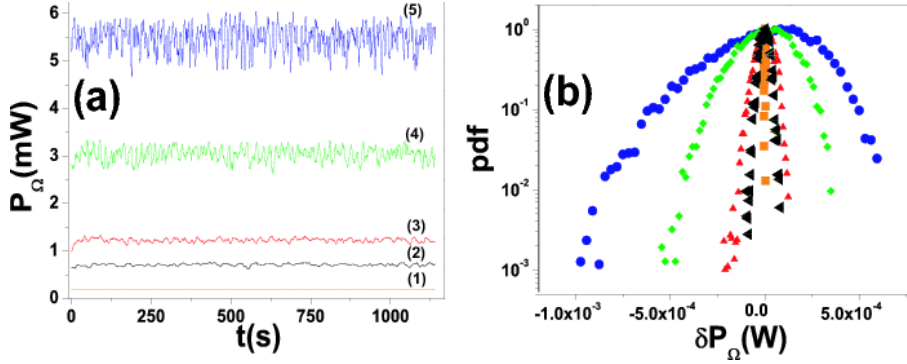 (a)
P_Ω(mW)
6
5
4
3
2
1
0
(5)
(4)
(3)
(2)
(1)
0
250
500
750
1000
t(s)
(b)
pdf
10^0
10^-1
10^-2
10^-3
-1.0x10^-3
-5.0x10^-4
0.0
5.0x10^-4
δP_Ω(W)